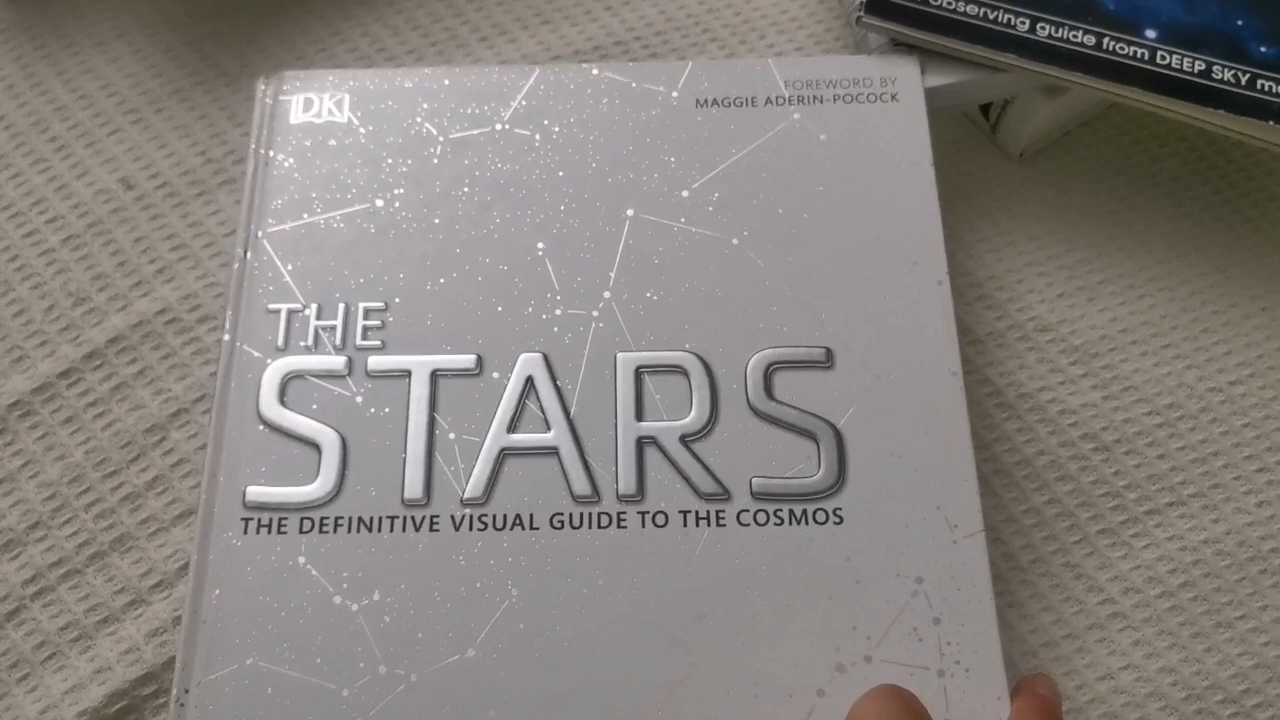 DK
FOREWORD BY
MAGGIE ADERIN-POCOCK
THE
STARS
THE DEFINITIVE VISUAL GUIDE TO THE COSMOS
observing guide from DEEP SKY